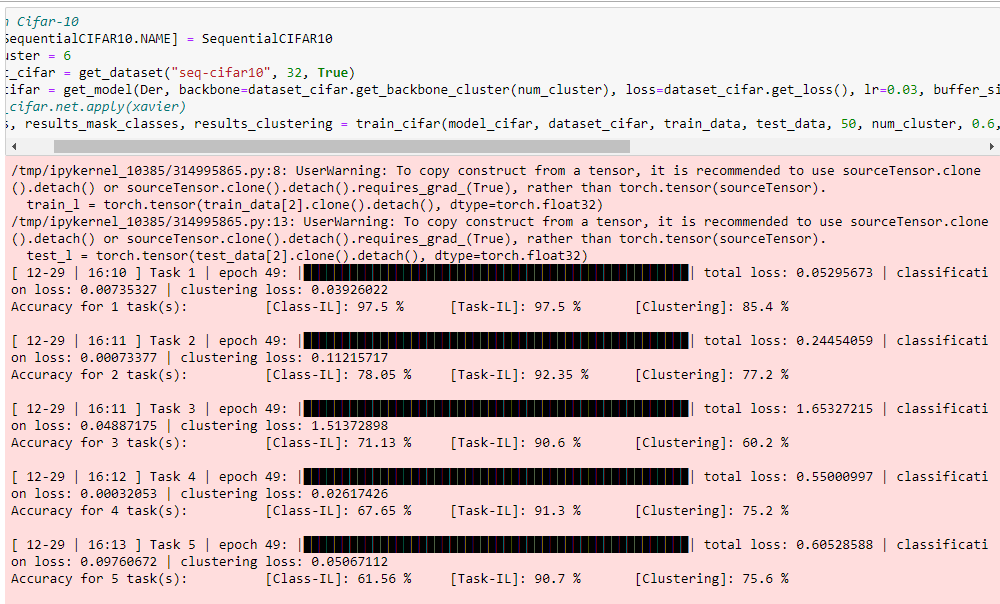 n Cifar-10
SequentialCIFAR10.NAME] = SequentialCIFAR10
uster = 6
t_cifar = get_dataset("seq-cifar10", 32, True)
cifar = get_model(Der, backbone=dataset_cifar.get_backbone_cluster(num_cluster), loss=dataset_cifar.get_loss(), lr=0.03, buffer_si
_cifar.net.apply(xavier)
s, results_mask_classes, results_clustering = train_cifar(model_cifar, dataset_cifar, train_data, test_data, 50, num_cluster, 0.6,
/tmp/ipykernel_10385/314995865.py:8: UserWarning: To copy construct from a tensor, it is recommended to use sourceTensor.clone
().detach() or sourceTensor.clone().detach().requires_grad_(True), rather than torch.tensor(sourceTensor).
train_l = torch.tensor(train_data[2].clone().detach(), dtype=torch.float32)
/tmp/ipykernel_10385/314995865.py:13: UserWarning: To copy construct from a tensor, it is recommended to use sourceTensor.clone
().detach() or sourceTensor.clone().detach().requires_grad_(True), rather than torch.tensor(sourceTensor).
test_l = torch.tensor(test_data[2].clone().detach(), dtype=torch.float32)
[ 12-29 | 16:10 ] Task 1 | epoch 49: || total loss: 0.05295673 | classificati
on loss: 0.00735327 | clustering loss: 0.03926022
Accuracy for 1 task(s): [Class-IL]: 97.5 % [Task-IL]: 97.5 % [Clustering]: 85.4 %
[ 12-29 | 16:11 ] Task 2 | epoch 49: || total loss: 0.24454059 | classificati
on loss: 0.00073377 | clustering loss: 0.11215717
Accuracy for 2 task(s): [Class-IL]: 78.05 % [Task-IL]: 92.35 % [Clustering]: 77.2 %
[ 12-29 | 16:11 ] Task 3 | epoch 49: || total loss: 1.65327215 | classificati
on loss: 0.04887175 | clustering loss: 1.51372898
Accuracy for 3 task(s): [Class-IL]: 71.13 % [Task-IL]: 90.6 % [Clustering]: 60.2 %
[ 12-29 | 16:12 ] Task 4 | epoch 49: || total loss: 0.55000997 | classificati
on loss: 0.00032053 | clustering loss: 0.02617426
Accuracy for 4 task(s): [Class-IL]: 67.65 % [Task-IL]: 91.3 % [Clustering]: 75.2 %
[ 12-29 | 16:13 ] Task 5 | epoch 49: || total loss: 0.60528588 | classificati
on loss: 0.09760672 | clustering loss: 0.05067112
Accuracy for 5 task(s): [Class-IL]: 61.56 % [Task-IL]: 90.7 % [Clustering]: 75.6 %